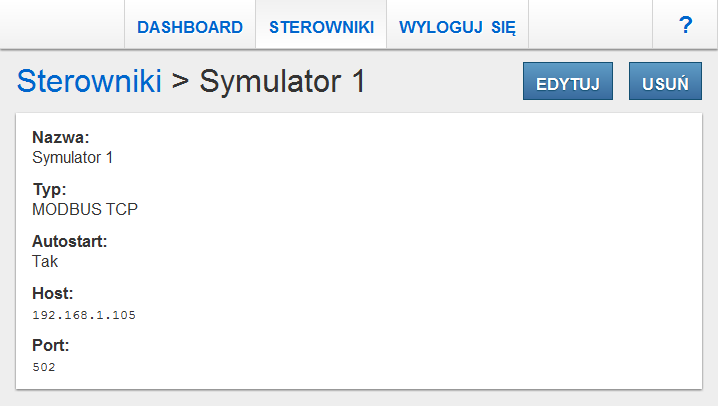 DASHBOARD STEROWNIKI WYLOGUJ SIĘ ?
Sterowniki > Symulator 1 EDYTUJ USUŃ
Nazwa:
Symulator 1
Typ:
MODBUS TCP
Autostart:
Tak
Host:
192.168.1.105
Port:
502